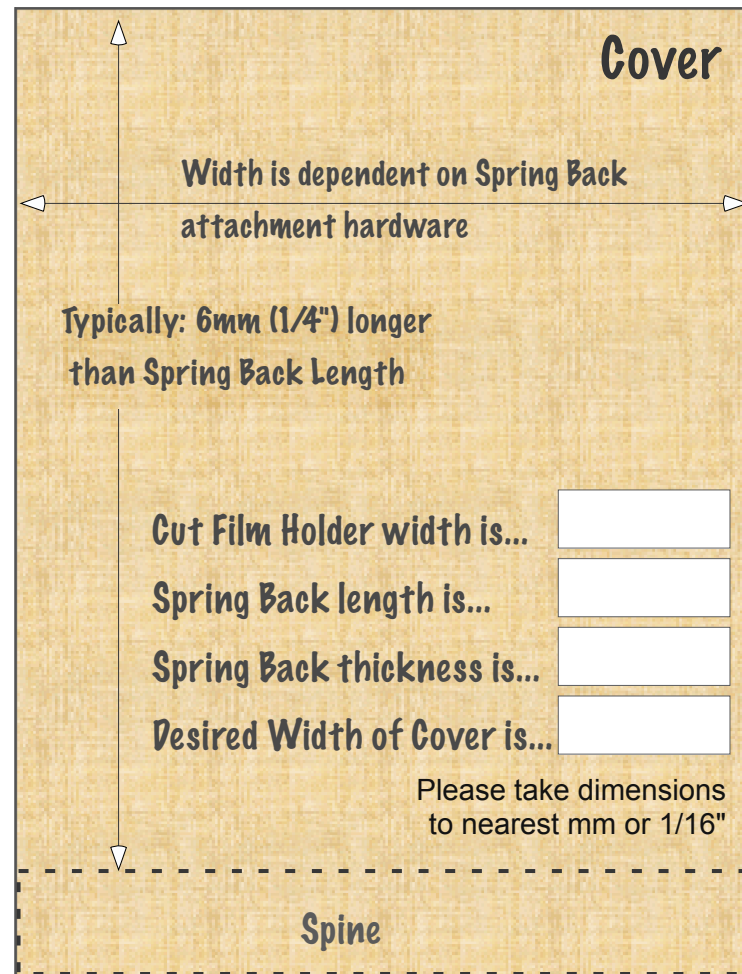 Cover
Width is dependent on Spring Back
attachment hardware
Typically: 6mm (1/4") longer
than Spring Back Length
Cut Film Holder width is...
Spring Back length is...
Spring Back thickness is...
Desired Width of Cover is...
Please take dimensions
to nearest mm or 1/16"
Spine